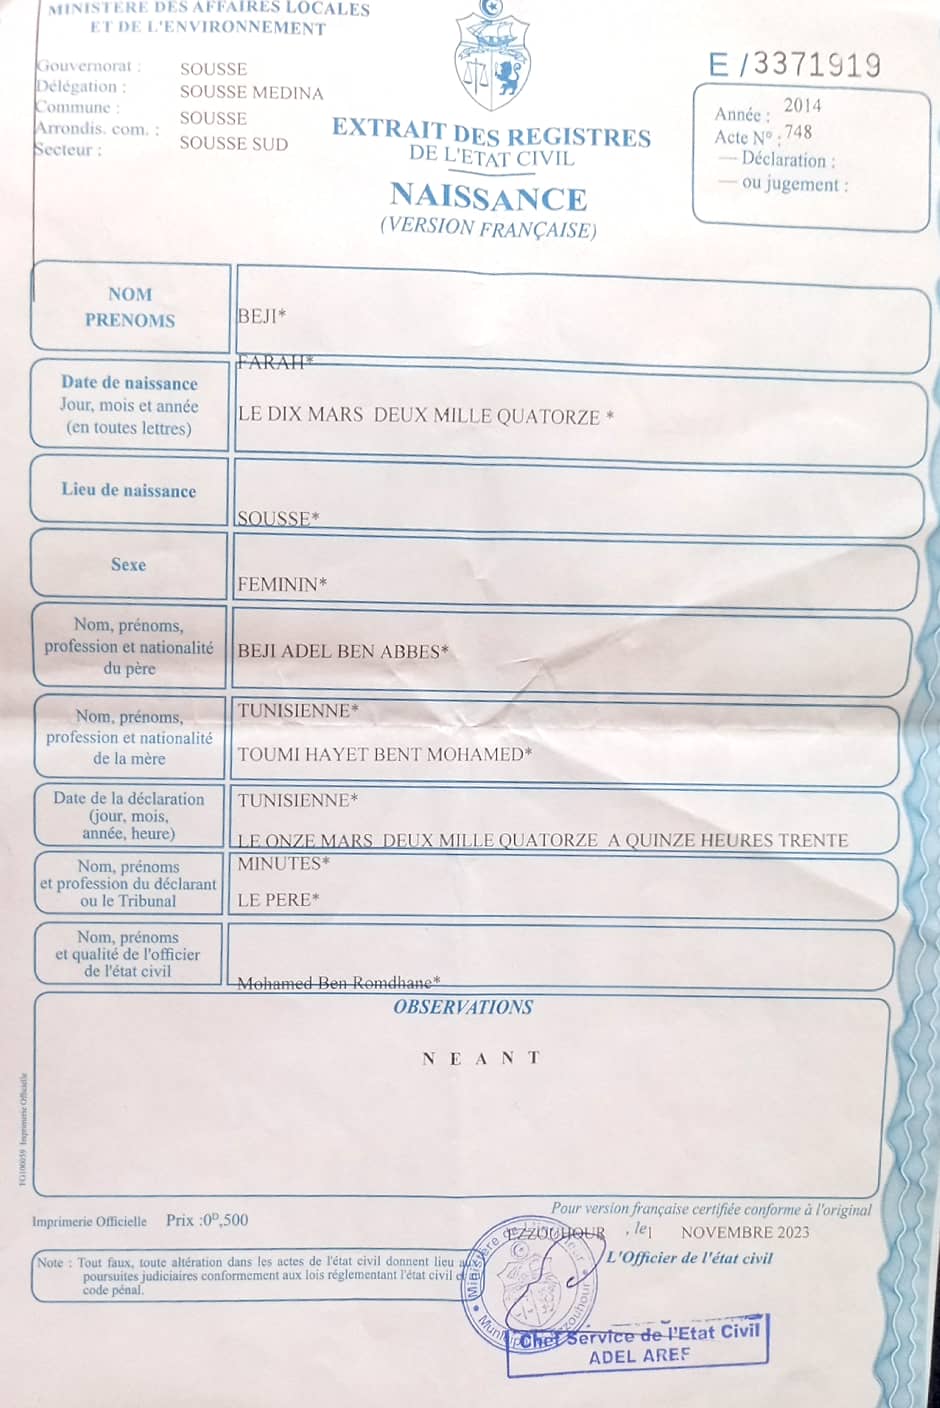 MINISTERE DES AFFAIRES LOCALES
ET DE L'ENVIRONNEMENT
Gouvernorat : SOUSSE
Délégation : SOUSSE MEDINA
Commune : SOUSSE
Arrondis. com. : SOUSSE SUD
Secteur :
E /3371919
Année : 2014
Acte N° : 748
— Déclaration :
— ou jugement :
EXTRAIT DES REGISTRES
DE L'ETAT CIVIL
NAISSANCE
(VERSION FRANÇAISE)
NOM
PRENOMS
BEJI*
FARAH*
Date de naissance
Jour, mois et année
(en toutes lettres)
LE DIX MARS DEUX MILLE QUATORZE *
Lieu de naissance
SOUSSE*
Sexe
FEMININ*
Nom, prénoms,
profession et nationalité
du père
BEJI ADEL BEN ABBES*
TUNISIENNE*
Nom, prénoms,
profession et nationalité
de la mère
TOUMI HAYET BENT MOHAMED*
TUNISIENNE*
Date de la déclaration
(jour, mois,
année, heure)
LE ONZE MARS DEUX MILLE QUATORZE A QUINZE HEURES TRENTE
MINUTES*
Nom, prénoms
et profession du déclarant
ou le Tribunal
LE PERE*
Nom, prénoms
et qualité de l'officier
de l'état civil
Mohamed Ben Romdhane*
OBSERVATIONS
N E A N T
FG100059 Imprimerie Officielle
Imprimerie Officielle Prix :0ᴰ,500
Pour version française certifiée conforme à l'original
EZZOUHOUR , le 1 NOVEMBRE 2023
L'Officier de l'état civil
Note : Tout faux, toute altération dans les actes de l'état civil donnent lieu
poursuites judiciaires conformement aux lois réglementant l'état civil
code pénal.
Chef Service de l'Etat Civil
ADEL AREF